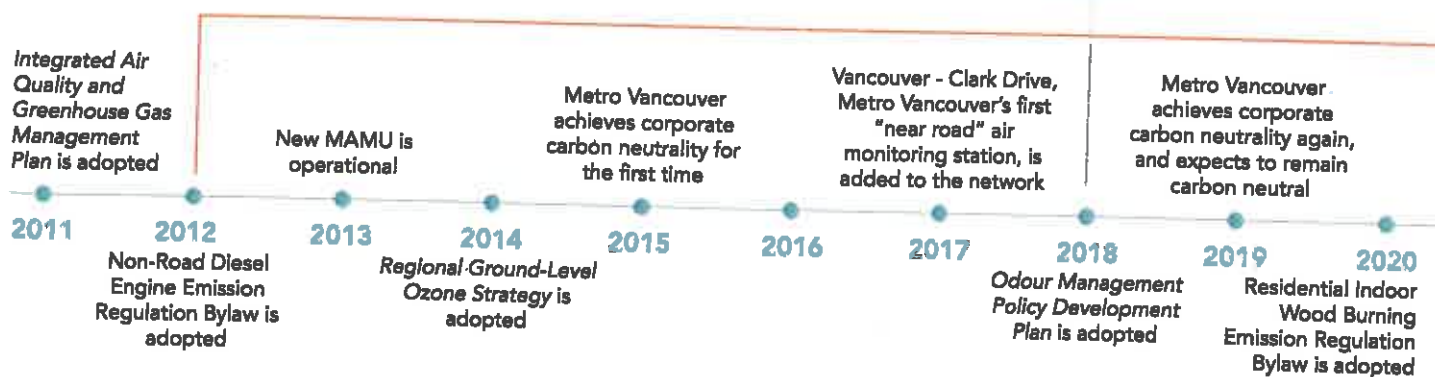 Integrated Air
Quality and
Greenhouse Gas
Management
Plan is adopted
New MAMU is
operational
Metro Vancouver
achieves corporate
carbon neutrality for
the first time
Vancouver - Clark Drive,
Metro Vancouver's first
"near road" air
monitoring station, is
added to the network
Metro Vancouver
achieves corporate
carbon neutrality again,
and expects to remain
carbon neutral
2011
2012
2013
2014
2015
2016
2017
2018
2019
2020
Non-Road Diesel
Engine Emission
Regulation Bylaw is
adopted
Regional Ground-Level
Ozone Strategy is
adopted
Odour Management
Policy Development
Plan is adopted
Residential Indoor
Wood Burning
Emission Regulation
Bylaw is adopted